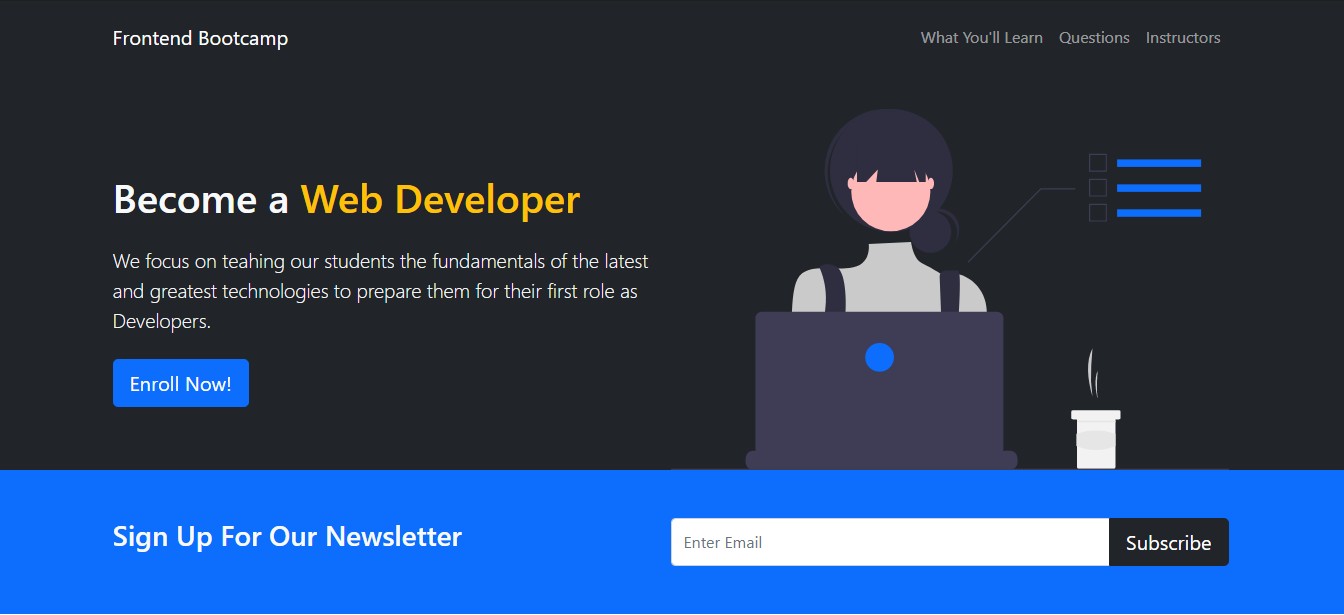 Frontend Bootcamp
What You'll Learn Questions Instructors
Become a Web Developer
We focus on teahing our students the fundamentals of the latest
and greatest technologies to prepare them for their first role as
Developers.
Enroll Now!
Sign Up For Our Newsletter
Enter Email
Subscribe